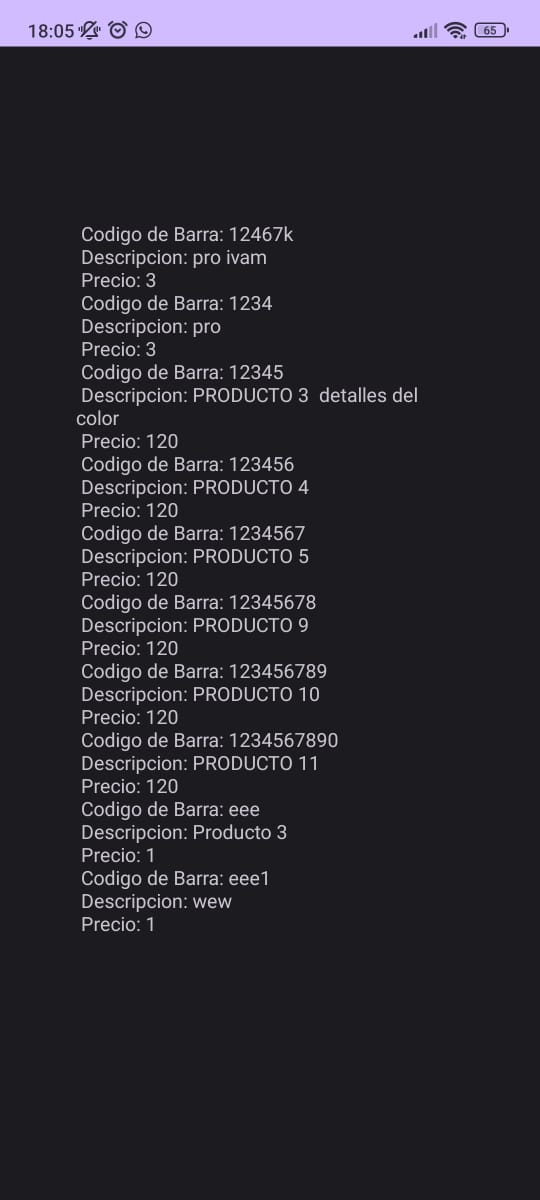 18:05
65
Codigo de Barra: 12467k
Descripcion: pro ivam
Precio: 3
Codigo de Barra: 1234
Descripcion: pro
Precio: 3
Codigo de Barra: 12345
Descripcion: PRODUCTO 3  detalles del
color
Precio: 120
Codigo de Barra: 123456
Descripcion: PRODUCTO 4
Precio: 120
Codigo de Barra: 1234567
Descripcion: PRODUCTO 5
Precio: 120
Codigo de Barra: 12345678
Descripcion: PRODUCTO 9
Precio: 120
Codigo de Barra: 123456789
Descripcion: PRODUCTO 10
Precio: 120
Codigo de Barra: 1234567890
Descripcion: PRODUCTO 11
Precio: 120
Codigo de Barra: eee
Descripcion: Producto 3
Precio: 1
Codigo de Barra: eee1
Descripcion: wew
Precio: 1